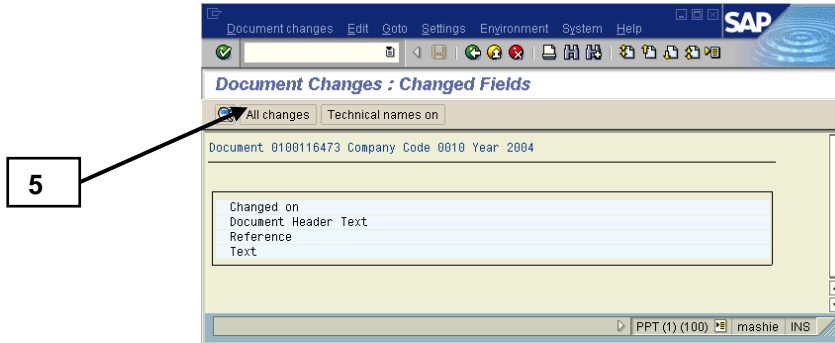 Document changes Edit Goto Settings Environment System Help
SAP
Document Changes : Changed Fields
All changes Technical names on
Document 0100116473 Company Code 0010 Year 2004
5
Changed on
Document Header Text
Reference
Text
PPT (1) (100) mashie INS